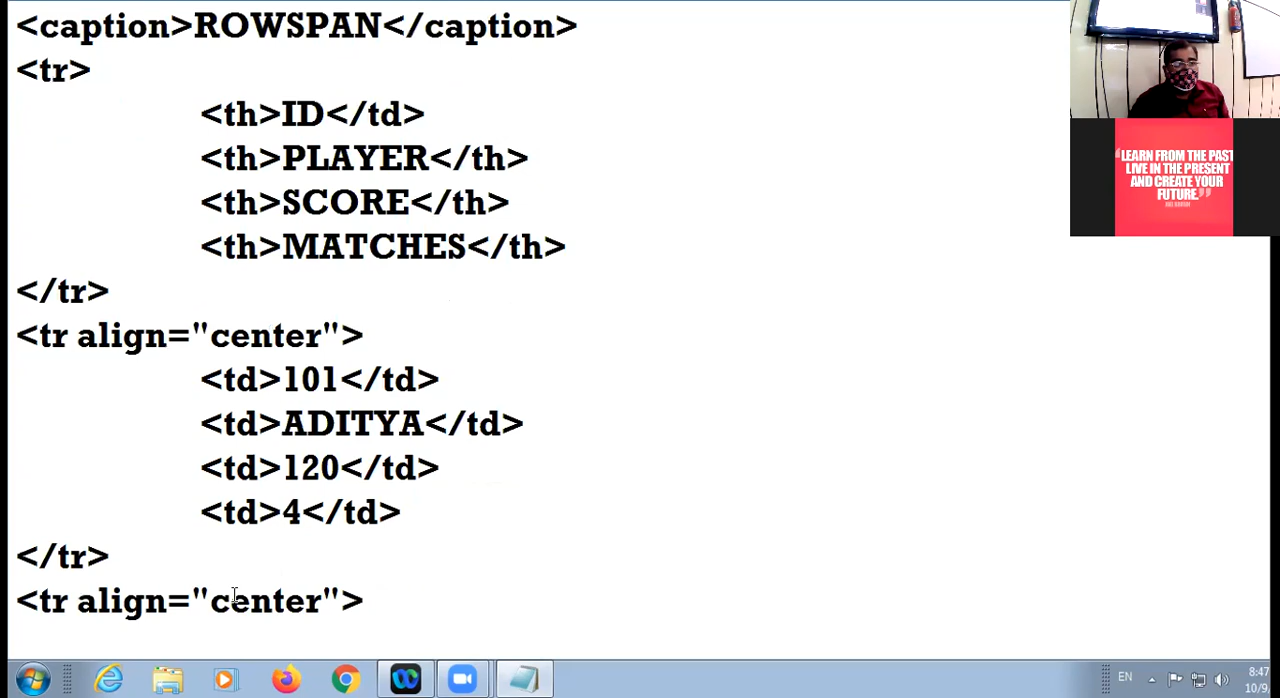 <caption>ROWSPAN</caption>
<tr>
<th>ID</td>
<th>PLAYER</th>
<th>SCORE</th>
<th>MATCHES</th>
</tr>
<tr align="center">
<td>101</td>
<td>ADITYA</td>
<td>120</td>
<td>4</td>
</tr>
<tr align="center">
“LEARN FROM THE PAST
LIVE IN THE PRESENT
AND CREATE YOUR
FUTURE.”
EN
8:47
10/9